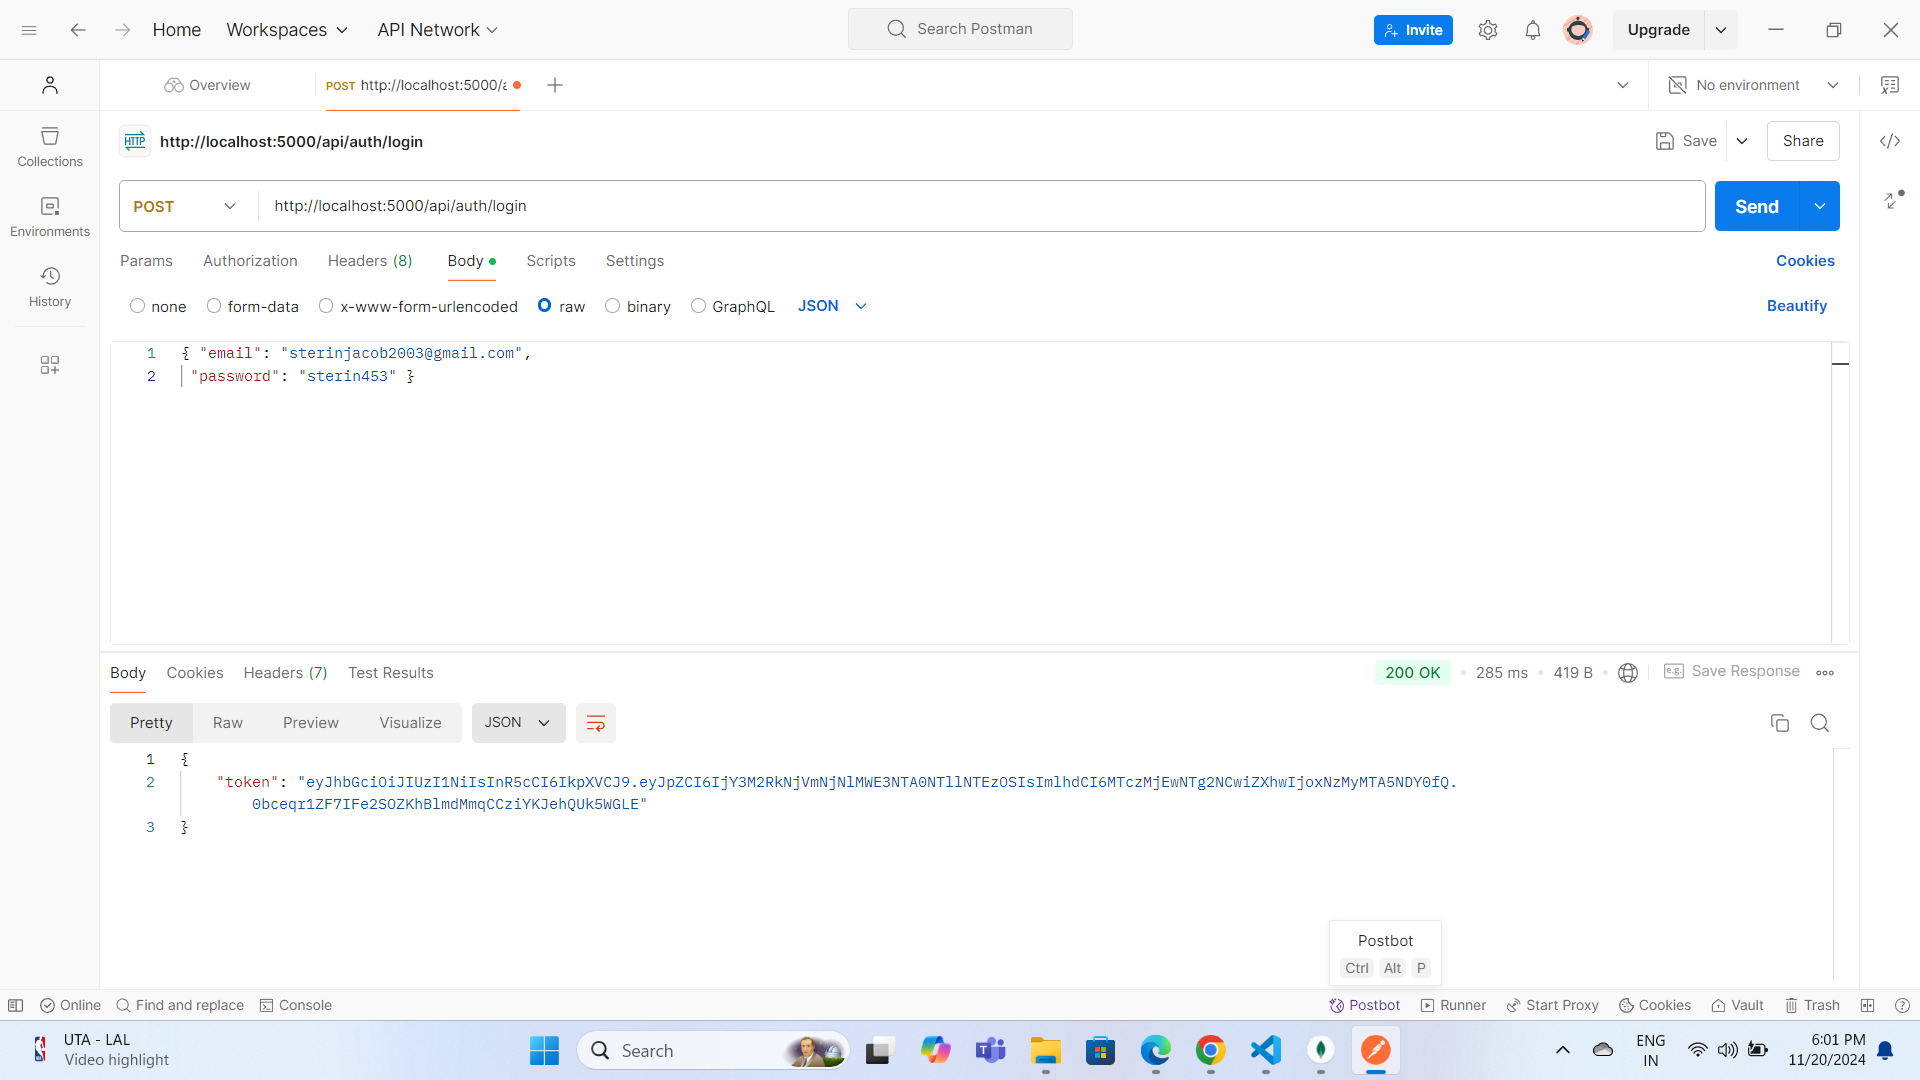 Home Workspaces API Network Search Postman Invite Upgrade
Overview POST http://localhost:5000/a No environment
HTTP http://localhost:5000/api/auth/login Save Share
Collections
POST http://localhost:5000/api/auth/login Send
Environments
Params Authorization Headers (8) Body Scripts Settings Cookies
History
none form-data x-www-form-urlencoded raw binary GraphQL JSON Beautify
1 { "email": "sterinjacob2003@gmail.com",
2 "password": "sterin453" }
Body Cookies Headers (7) Test Results 200 OK 285 ms 419 B e.g. Save Response
Pretty Raw Preview Visualize JSON
1 {
2 "token": "eyJhbGciOiJIUzI1NiIsInR5cCI6IkpXVCJ9.eyJpZCI6IjY3M2RkNjVmNjNlMWE3NTA0NTllNTEzOSIsImlhdCI6MTczMjEwNTg2NCwiZXhwIjoxNzMyMTA5NDY0fQ.
0bceqr1ZF7IFe2SOZKhBlmdMmqCCziYKJehQUk5WGLE"
3 }
Postbot
Ctrl Alt P
Online Find and replace Console Postbot Runner Start Proxy Cookies Vault Trash
UTA - LAL
Video highlight
Search
ENG
IN
6:01 PM
11/20/2024